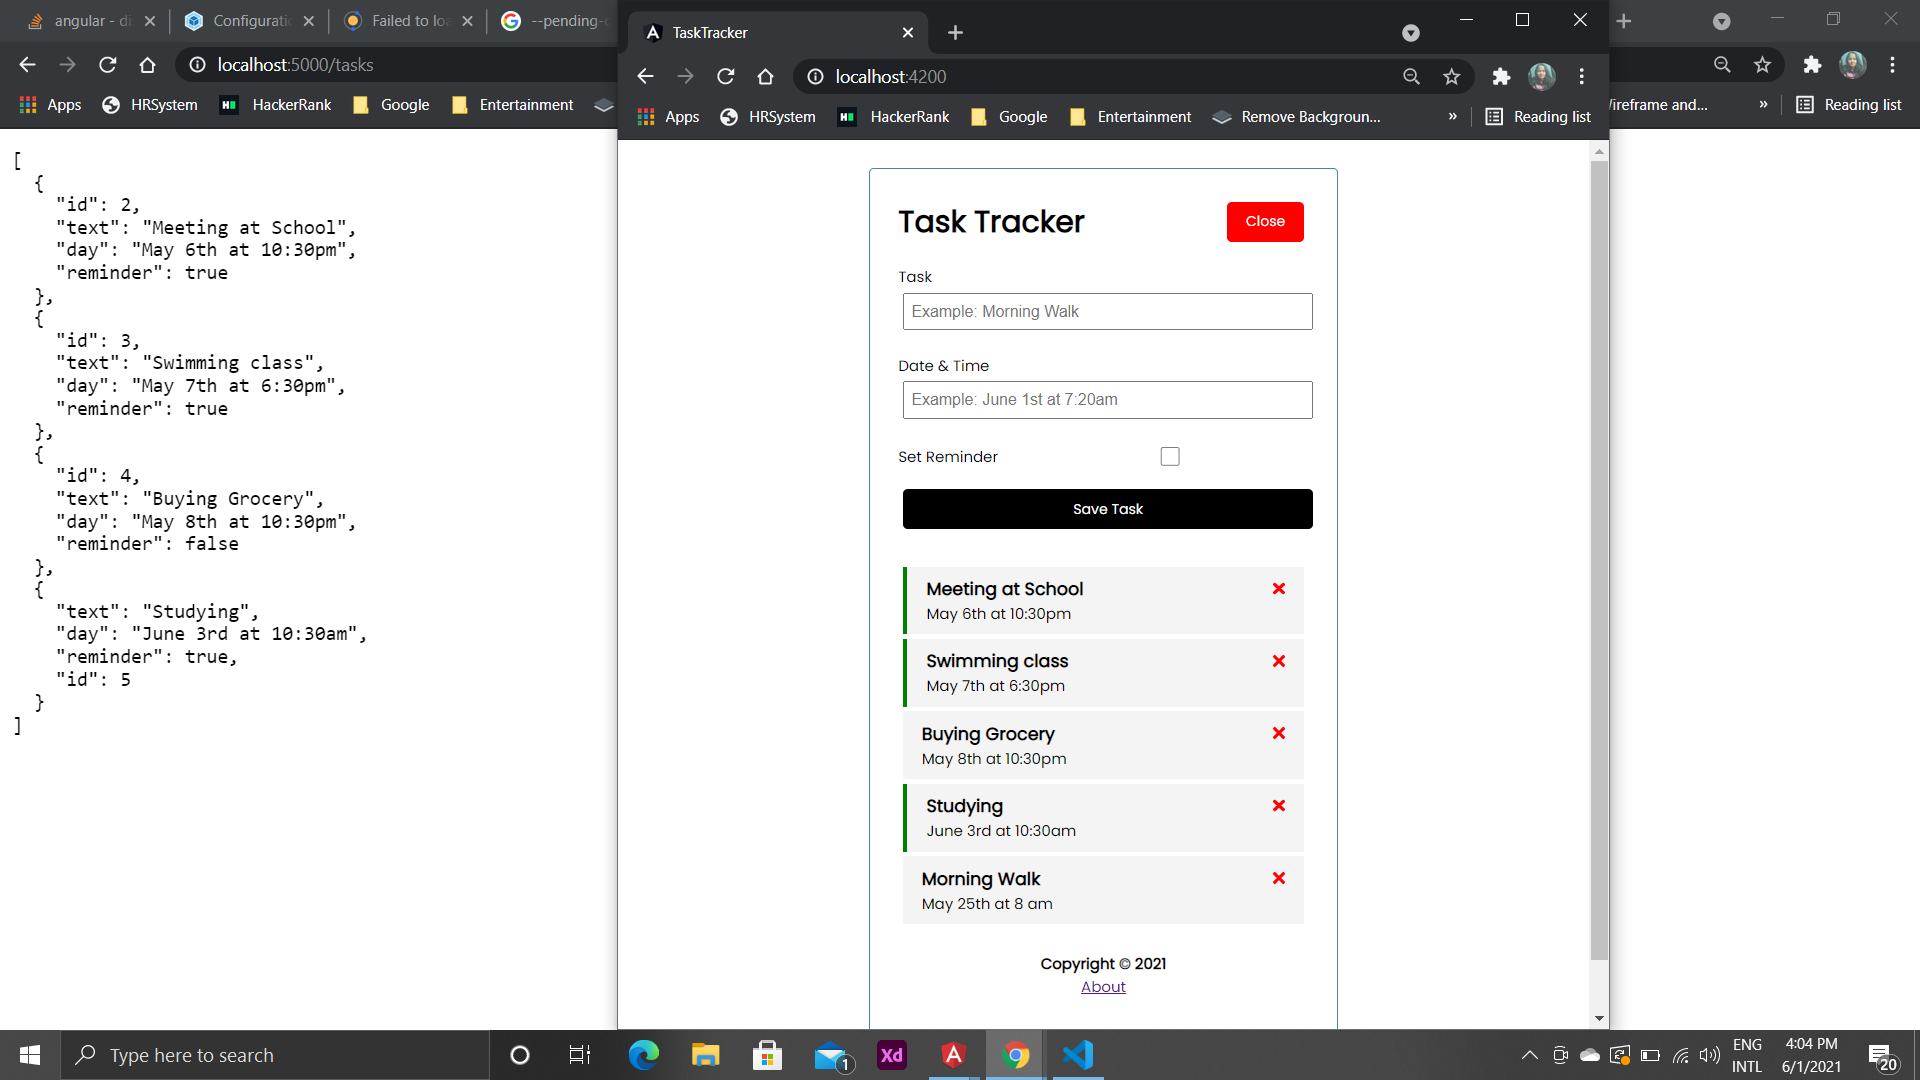 angular - di
Configuratio
Failed to loa
--pending-c
localhost:5000/tasks
Apps
HRSystem
HackerRank
Google
Entertainment
[
{
"id": 2,
"text": "Meeting at School",
"day": "May 6th at 10:30pm",
"reminder": true
},
{
"id": 3,
"text": "Swimming class",
"day": "May 7th at 6:30pm",
"reminder": true
},
{
"id": 4,
"text": "Buying Grocery",
"day": "May 8th at 10:30pm",
"reminder": false
},
{
"text": "Studying",
"day": "June 3rd at 10:30am",
"reminder": true,
"id": 5
}
]
TaskTracker
localhost:4200
Apps
HRSystem
HackerRank
Google
Entertainment
Remove Backgroun...
»
Reading list
Task Tracker
Close
Task
Example: Morning Walk
Date & Time
Example: June 1st at 7:20am
Set Reminder
Save Task
Meeting at School
May 6th at 10:30pm
Swimming class
May 7th at 6:30pm
Buying Grocery
May 8th at 10:30pm
Studying
June 3rd at 10:30am
Morning Walk
May 25th at 8 am
Copyright © 2021
About
Wireframe and...
»
Reading list
Type here to search
1
Xd
ENG
INTL
4:04 PM
6/1/2021
20